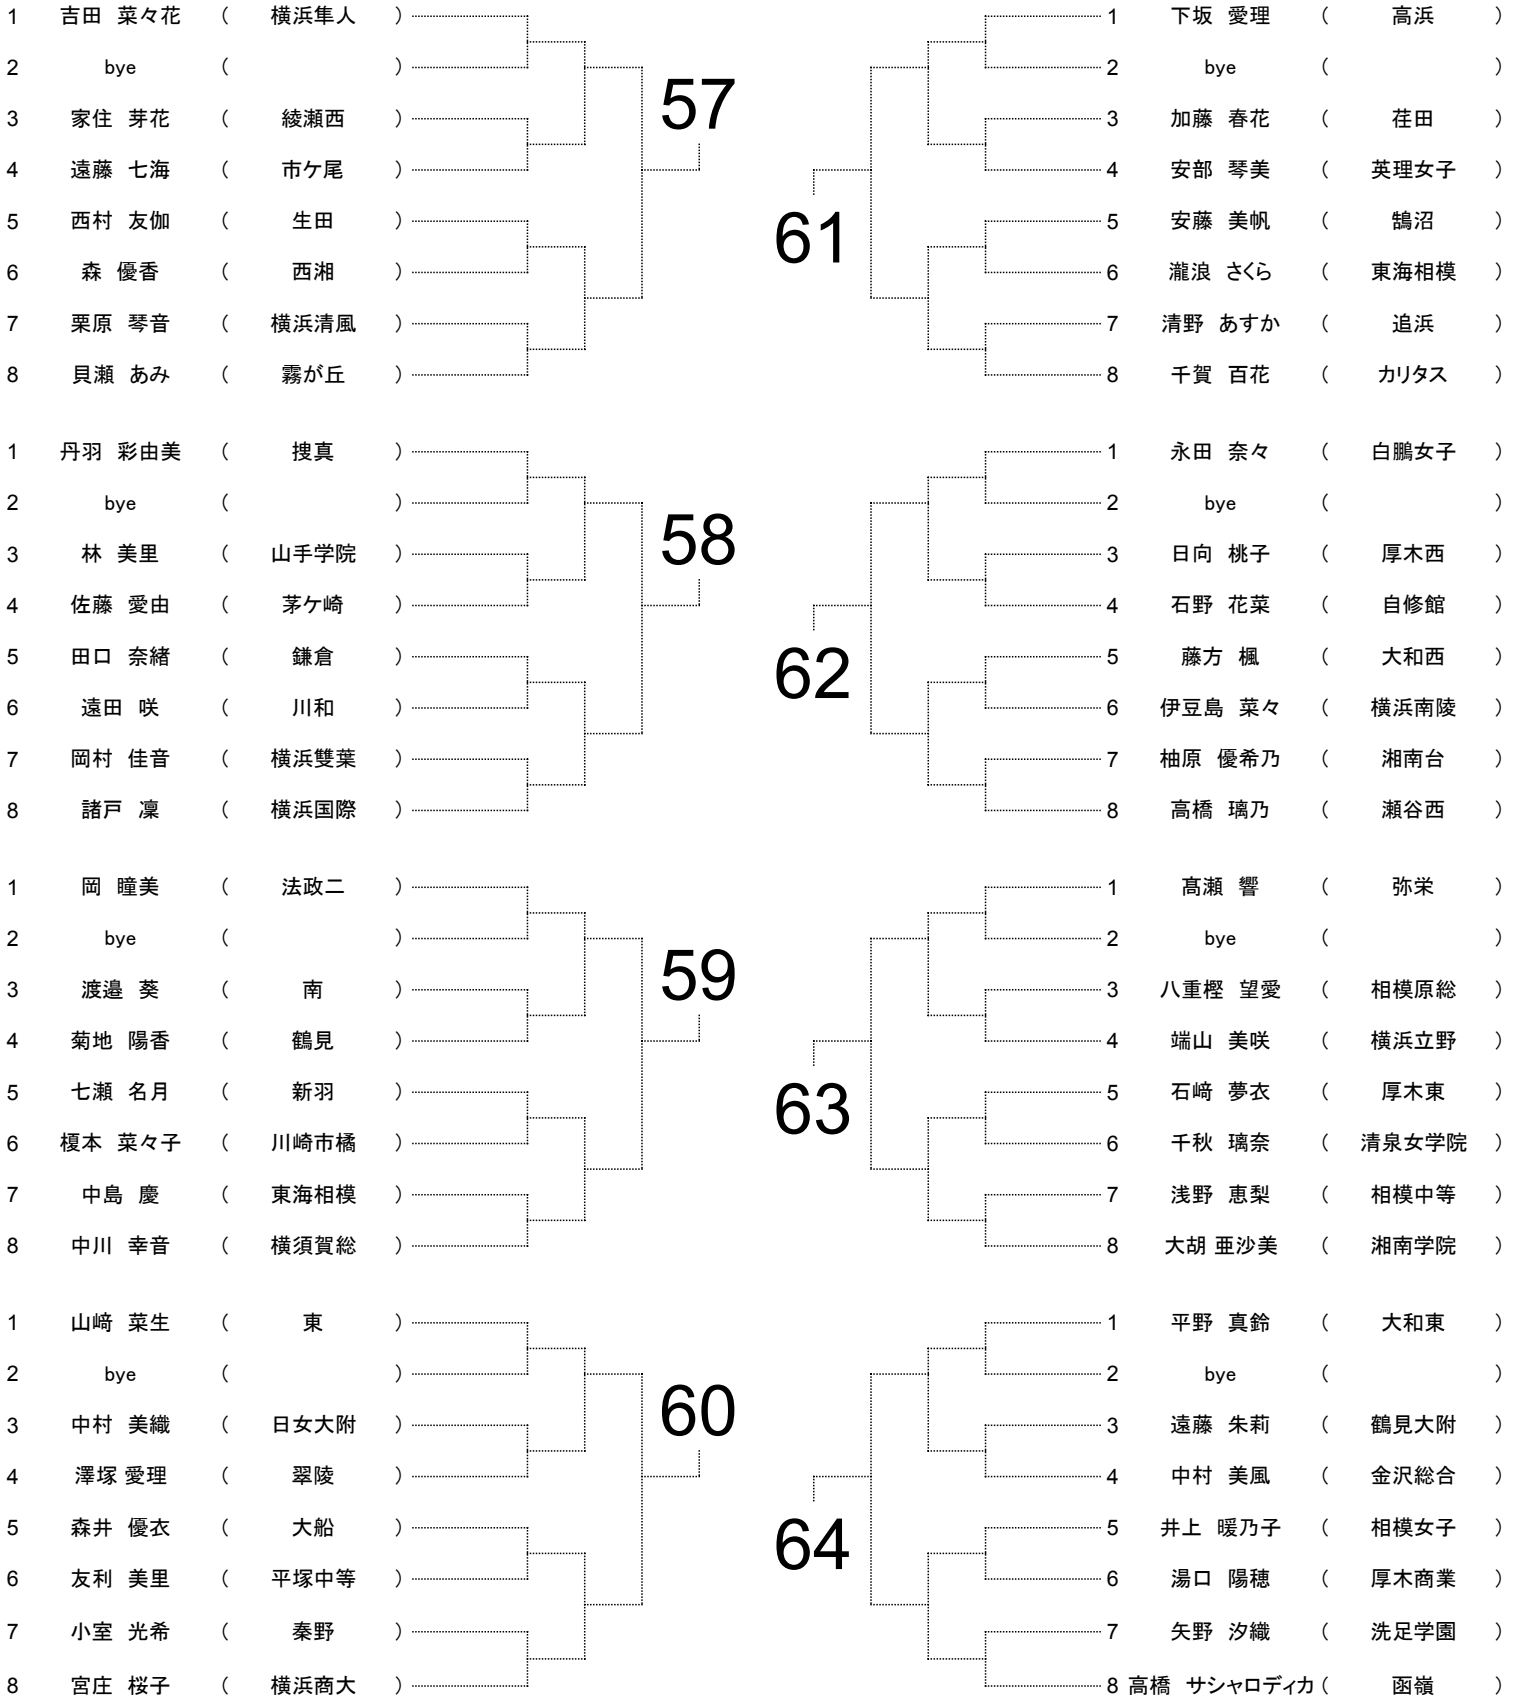 1 吉田 菜々花 ( 横浜隼人 )
2 bye ( )
3 家住 芽花 ( 綾瀬西 )
4 遠藤 七海 ( 市ケ尾 )
5 西村 友伽 ( 生田 )
6 森 優香 ( 西湘 )
7 栗原 琴音 ( 横浜清風 )
8 貝瀬 あみ ( 霧が丘 )
57
1 丹羽 彩由美 ( 捜真 )
2 bye ( )
3 林 美里 ( 山手学院 )
4 佐藤 愛由 ( 茅ケ崎 )
5 田口 奈緒 ( 鎌倉 )
6 遠田 咲 ( 川和 )
7 岡村 佳音 ( 横浜雙葉 )
8 諸戸 凜 ( 横浜国際 )
58
1 岡 瞳美 ( 法政二 )
2 bye ( )
3 渡邉 葵 ( 南 )
4 菊地 陽香 ( 鶴見 )
5 七瀬 名月 ( 新羽 )
6 榎本 菜々子 ( 川崎市橘 )
7 中島 慶 ( 東海相模 )
8 中川 幸音 ( 横須賀総 )
59
1 山﨑 菜生 ( 東 )
2 bye ( )
3 中村 美織 ( 日女大附 )
4 澤塚 愛理 ( 翠陵 )
5 森井 優衣 ( 大船 )
6 友利 美里 ( 平塚中等 )
7 小室 光希 ( 秦野 )
8 宮庄 桜子 ( 横浜商大 )
60
1 下坂 愛理 ( 高浜 )
2 bye ( )
3 加藤 春花 ( 荏田 )
4 安部 琴美 ( 英理女子 )
5 安藤 美帆 ( 鵠沼 )
6 瀧浪 さくら ( 東海相模 )
7 清野 あすか ( 追浜 )
8 千賀 百花 ( カリタス )
61
1 永田 奈々 ( 白鵬女子 )
2 bye ( )
3 日向 桃子 ( 厚木西 )
4 石野 花菜 ( 自修館 )
5 藤方 楓 ( 大和西 )
6 伊豆島 菜々 ( 横浜南陵 )
7 柚原 優希乃 ( 湘南台 )
8 高橋 璃乃 ( 瀬谷西 )
62
1 髙瀬 響 ( 弥栄 )
2 bye ( )
3 八重樫 望愛 ( 相模原総 )
4 端山 美咲 ( 横浜立野 )
5 石﨑 夢衣 ( 厚木東 )
6 千秋 璃奈 ( 清泉女学院 )
7 浅野 恵梨 ( 相模中等 )
8 大胡 亜沙美 ( 湘南学院 )
63
1 平野 真鈴 ( 大和東 )
2 bye ( )
3 遠藤 朱莉 ( 鶴見大附 )
4 中村 美風 ( 金沢総合 )
5 井上 暖乃子 ( 相模女子 )
6 湯口 陽穂 ( 厚木商業 )
7 矢野 汐織 ( 洗足学園 )
8 高橋 サシャロディカ ( 函嶺 )
64